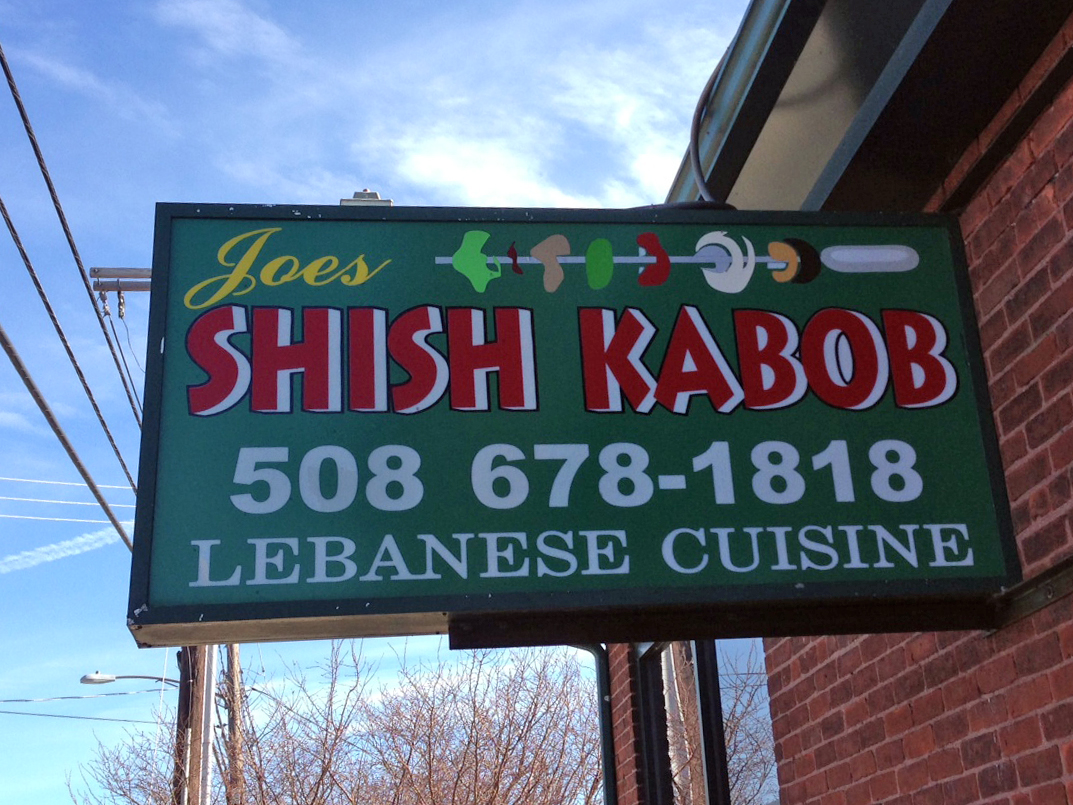 Joes
SHISH KABOB
508 678-1818
LEBANESE CUISINE